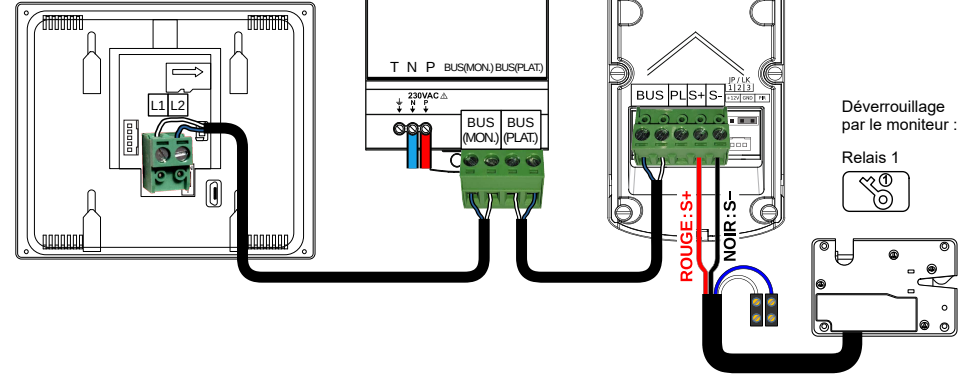 L1 L2
T N P BUS(MON.) BUS(PLAT.)
230VAC
N P
BUS (MON.)
BUS (PLAT.)
BUS PL S+ S-
JP / LK
1 2 3
+12V GND
ROUGE : S+
NOIR : S-
Déverrouillage
par le moniteur :
Relais 1
1